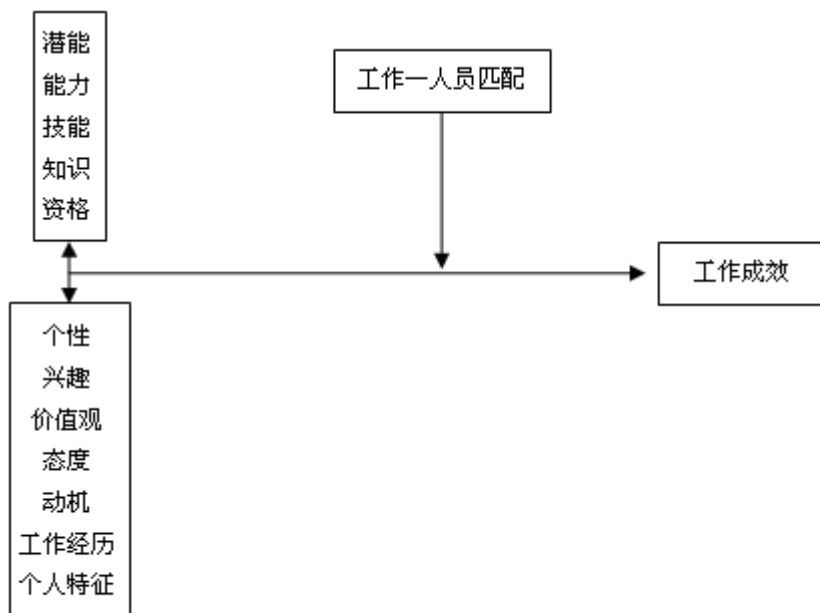 潜能
能力
技能
知识
资格
工作一人员匹配
工作成效
个性
兴趣
价值观
态度
动机
工作经历
个人特征